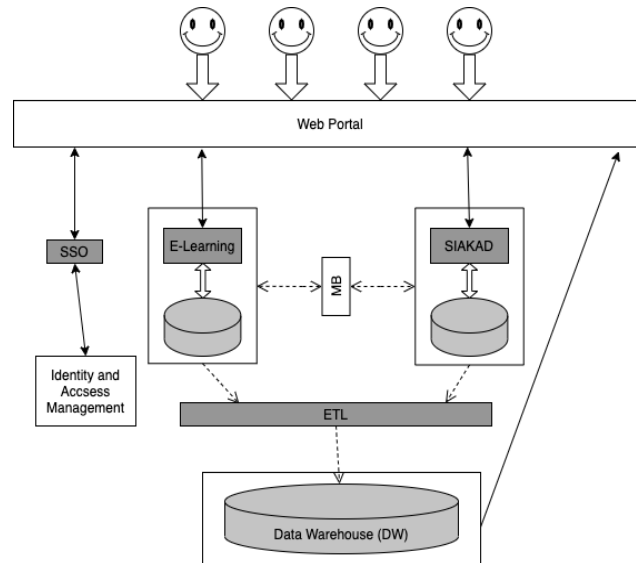 Web Portal
SSO
E-Learning
MB
SIAKAD
Identity and
Accsess
Management
ETL
Data Warehouse (DW)